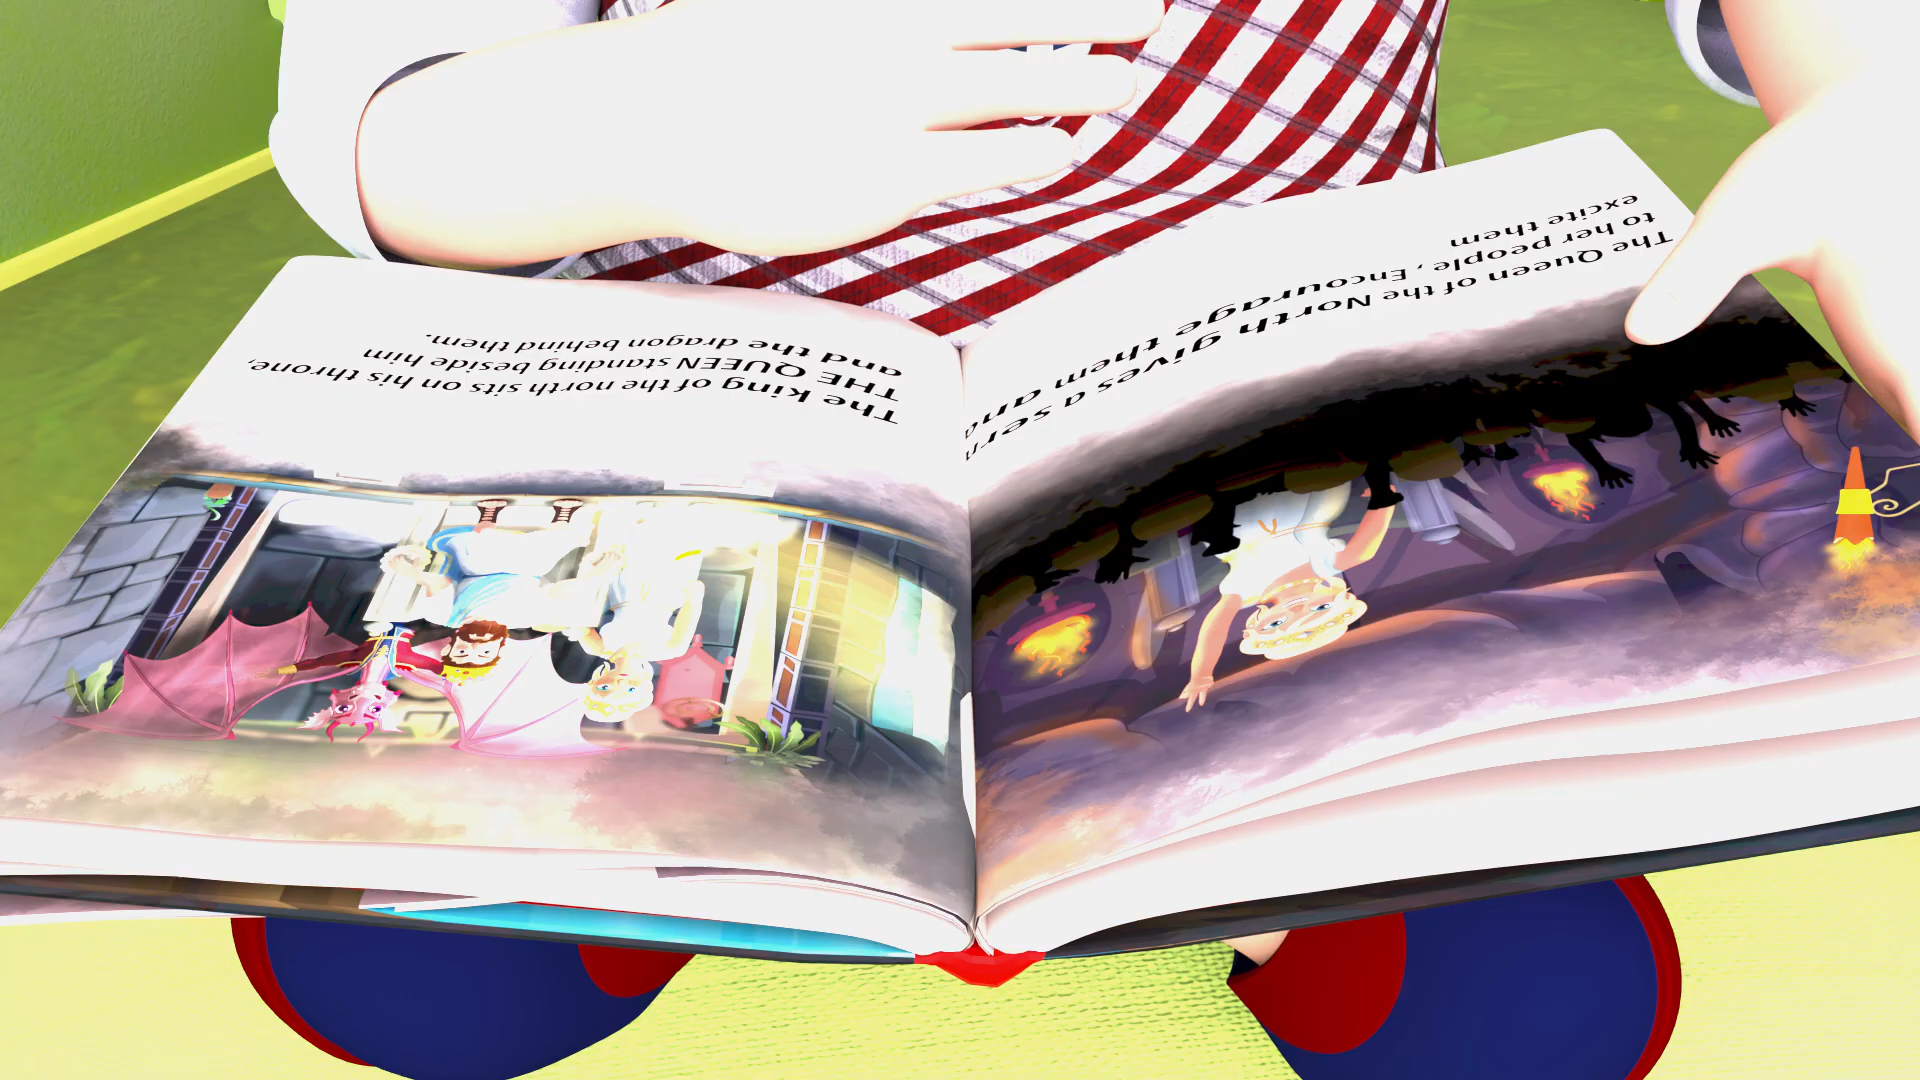 The Queen of the North gives a
to her people, Encourage them and
excite them
The king of the north sits on his throne,
THE QUEEN standing beside him
and the dragon behind them.